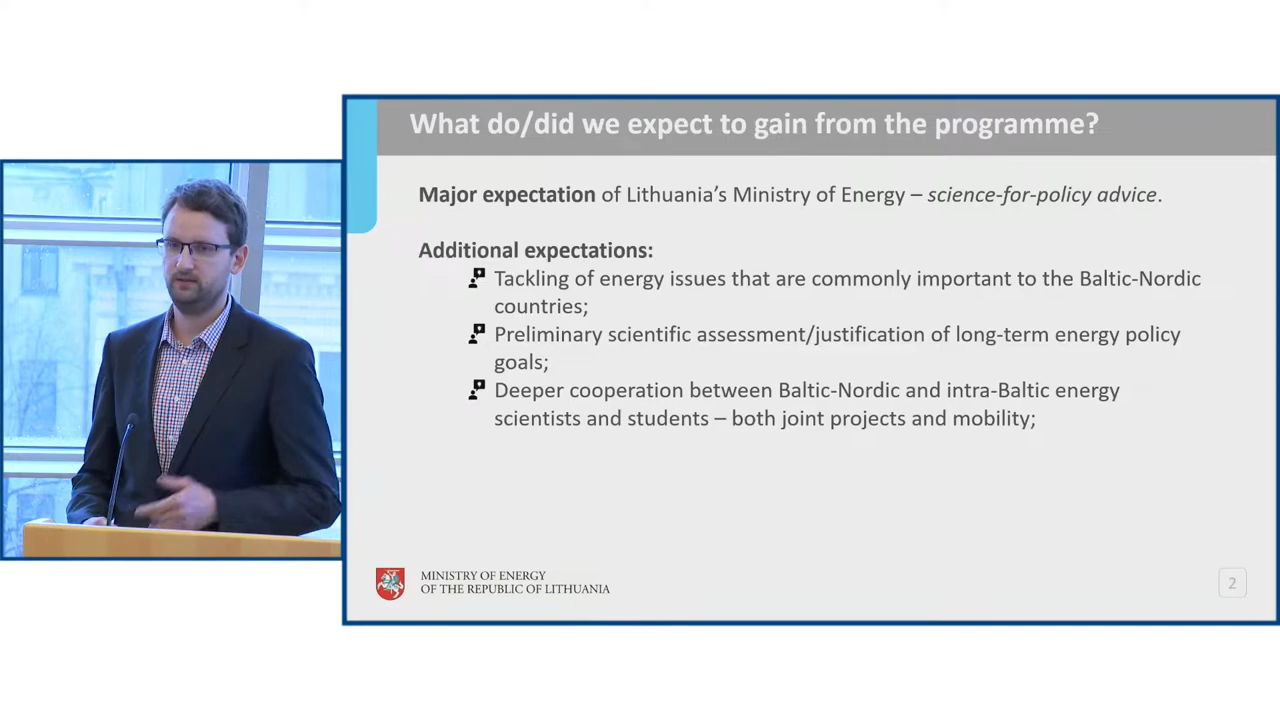 What do/did we expect to gain from the programme?
Major expectation of Lithuania’s Ministry of Energy – science-for-policy advice.
Additional expectations:
Tackling of energy issues that are commonly important to the Baltic-Nordic
countries;
Preliminary scientific assessment/justification of long-term energy policy
goals;
Deeper cooperation between Baltic-Nordic and intra-Baltic energy
scientists and students – both joint projects and mobility;
MINISTRY OF ENERGY
OF THE REPUBLIC OF LITHUANIA
2